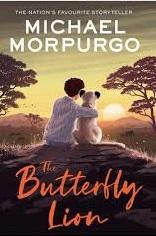 THE NATION'S FAVOURITE STORYTELLER
MICHAEL
MORPURGO
The
Butterfly
Lion